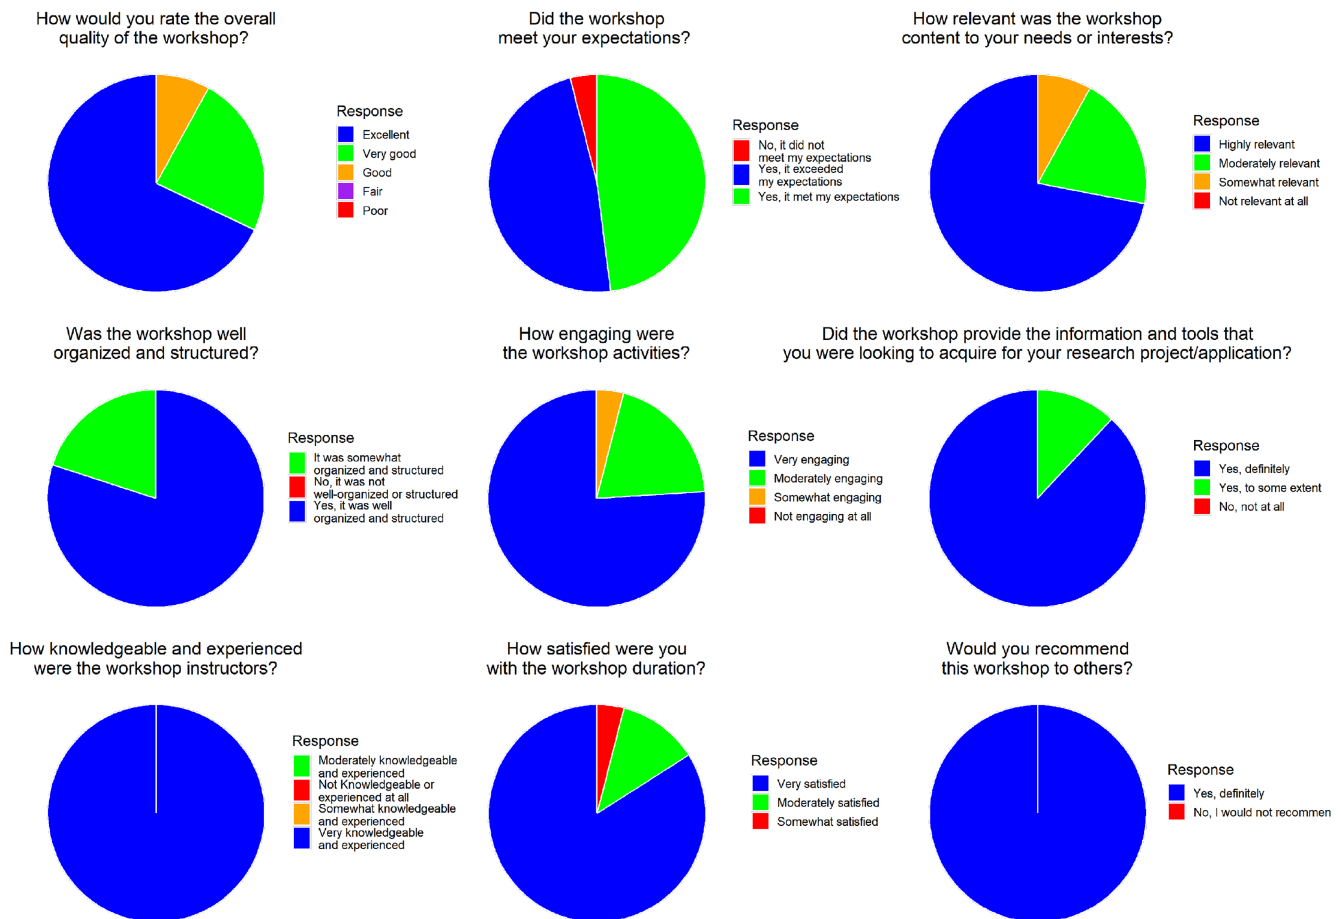 How would you rate the overall
quality of the workshop?
Response
Excellent
Very good
Good
Fair
Poor
Did the workshop
meet your expectations?
Response
No, it did not
meet my expectations
Yes, it exceeded
my expectations
Yes, it met my expectations
How relevant was the workshop
content to your needs or interests?
Response
Highly relevant
Moderately relevant
Somewhat relevant
Not relevant at all
Was the workshop well
organized and structured?
Response
It was somewhat
organized and structured
No, it was not
well-organized or structured
Yes, it was well
organized and structured
How engaging were
the workshop activities?
Response
Very engaging
Moderately engaging
Somewhat engaging
Not engaging at all
Did the workshop provide the information and tools that
you were looking to acquire for your research project/application?
Response
Yes, definitely
Yes, to some extent
No, not at all
How knowledgeable and experienced
were the workshop instructors?
Response
Moderately knowledgeable
and experienced
Not Knowledgeable or
experienced at all
Somewhat knowledgeable
and experienced
Very knowledgeable
and experienced
How satisfied were you
with the workshop duration?
Response
Very satisfied
Moderately satisfied
Somewhat satisfied
Would you recommend
this workshop to others?
Response
Yes, definitely
No, I would not recommen